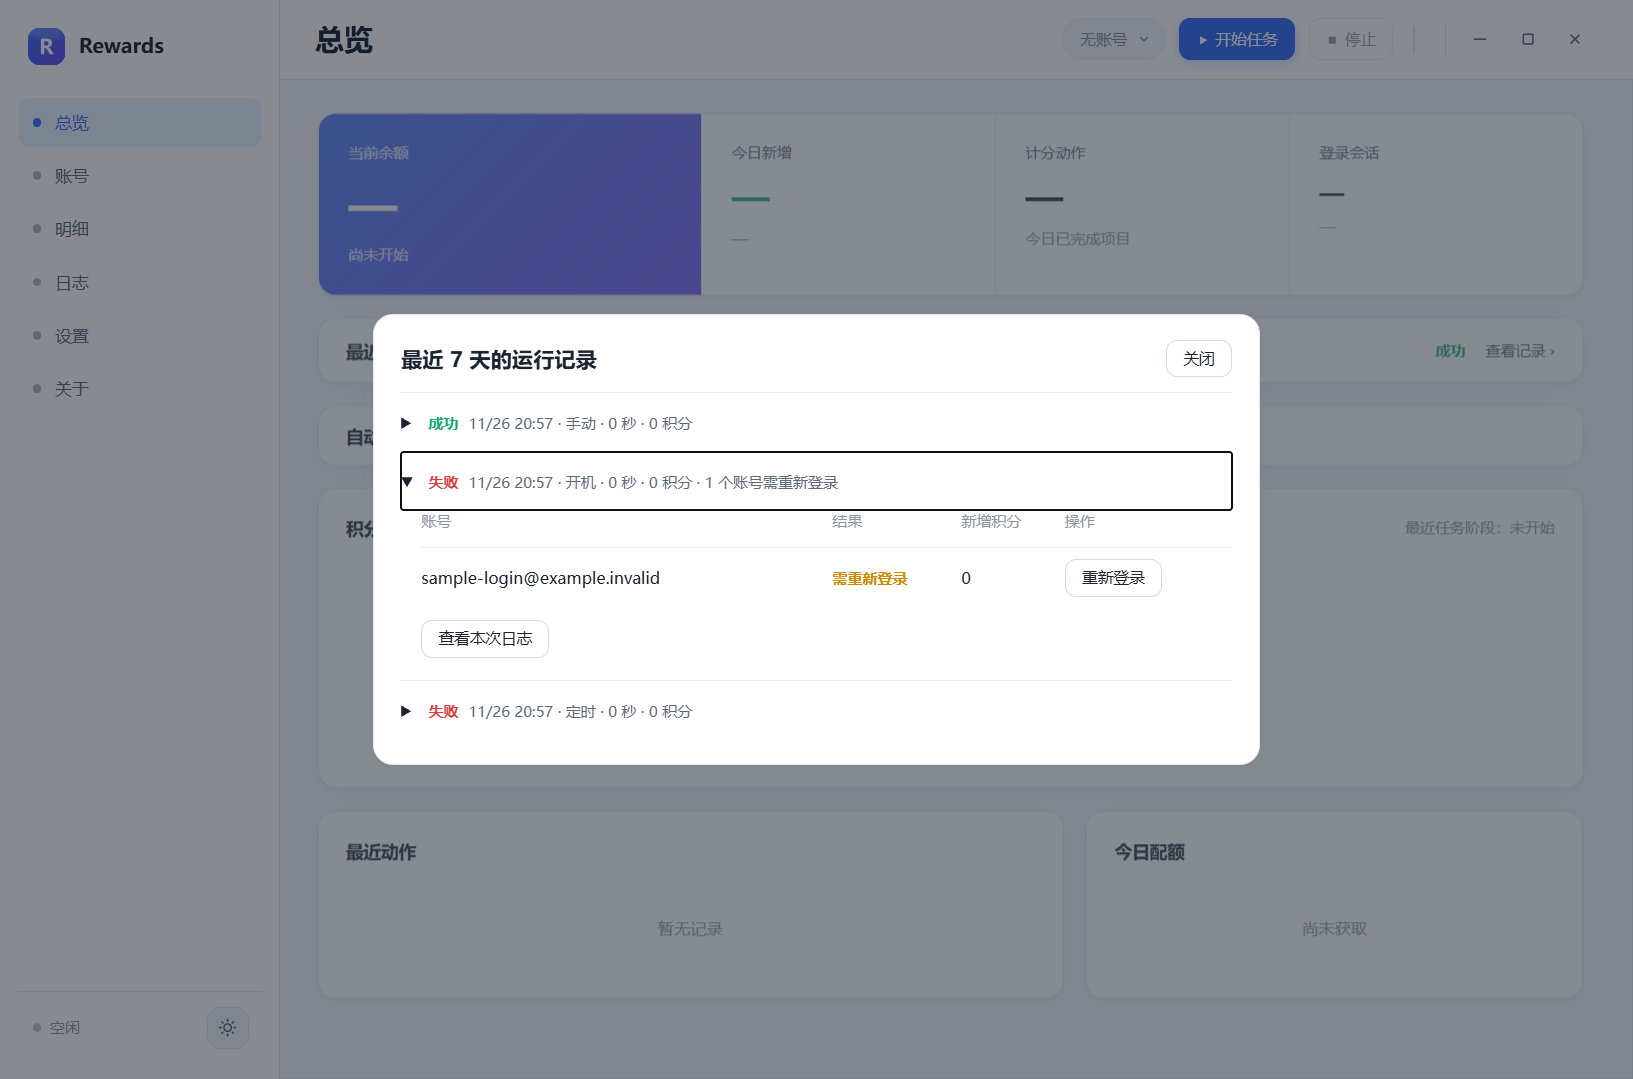 R Rewards
总览
账号
明细
日志
设置
关于
空闲
总览
无账号
开始任务
停止
当前余额
尚未开始
今日新增
—
计分动作
今日已完成项目
登录会话
—
—
最近
成功 查看记录 ›
自动
积分
最近任务阶段：未开始
最近 7 天的运行记录
关闭
成功 11/26 20:57 · 手动 · 0 秒 · 0 积分
失败 11/26 20:57 · 开机 · 0 秒 · 0 积分 · 1 个账号需重新登录
账号 结果 新增积分 操作
sample-login@example.invalid 需重新登录 0 重新登录
查看本次日志
失败 11/26 20:57 · 定时 · 0 秒 · 0 积分
最近动作
暂无记录
今日配额
尚未获取